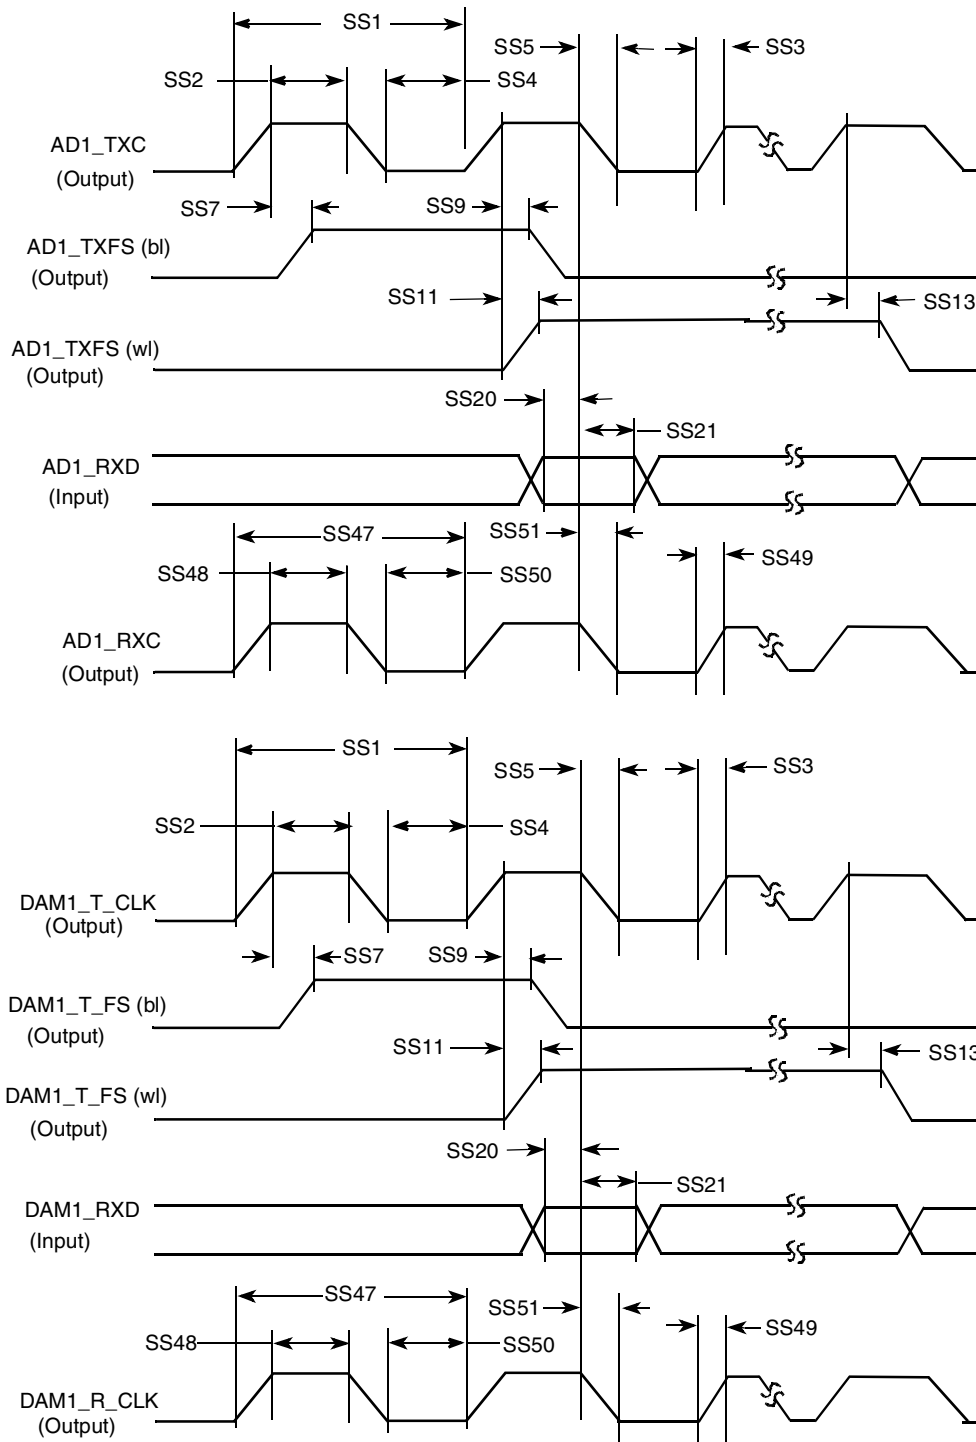 SS1
SS5
SS3
SS2
SS4
AD1_TXC
(Output)
SS7
SS9
AD1_TXFS (bl)
(Output)
SS11
SS13
AD1_TXFS (wl)
(Output)
SS20
SS21
AD1_RXD
(Input)
SS47
SS51
SS49
SS48
SS50
AD1_RXC
(Output)
SS1
SS5
SS3
SS2
SS4
DAM1_T_CLK
(Output)
SS7
SS9
DAM1_T_FS (bl)
(Output)
SS11
SS13
DAM1_T_FS (wl)
(Output)
SS20
SS21
DAM1_RXD
(Input)
SS47
SS51
SS49
SS48
SS50
DAM1_R_CLK
(Output)